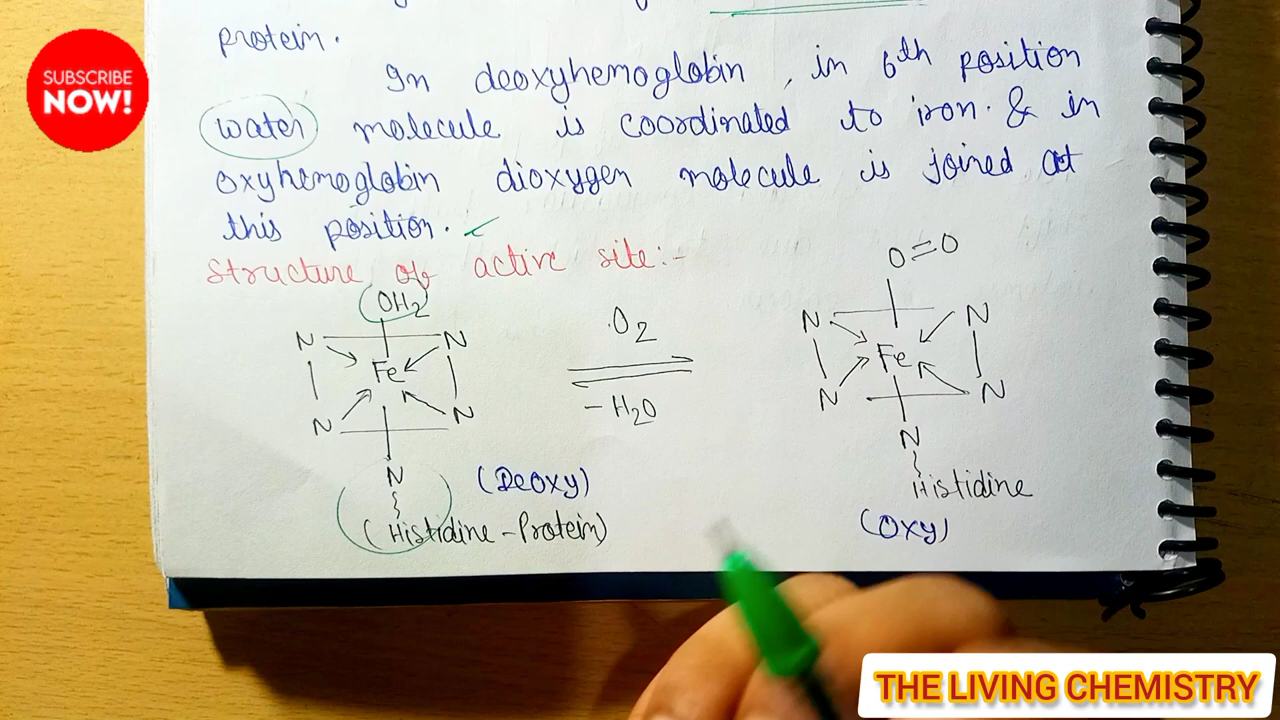 protein.
In deoxyhemoglobin, in 6th position
water molecule is coordinated to iron. & in
oxyhemoglobin dioxygen molecule is joined at
this position.
Structure of active site:-
OH2
N N
Fe
N N
N
(Histidine-Protein)
(Deoxy)
O2
-H2O
O=O
N N
Fe
N N
N
Histidine
(Oxy)
SUBSCRIBE
NOW!
THE LIVING CHEMISTRY